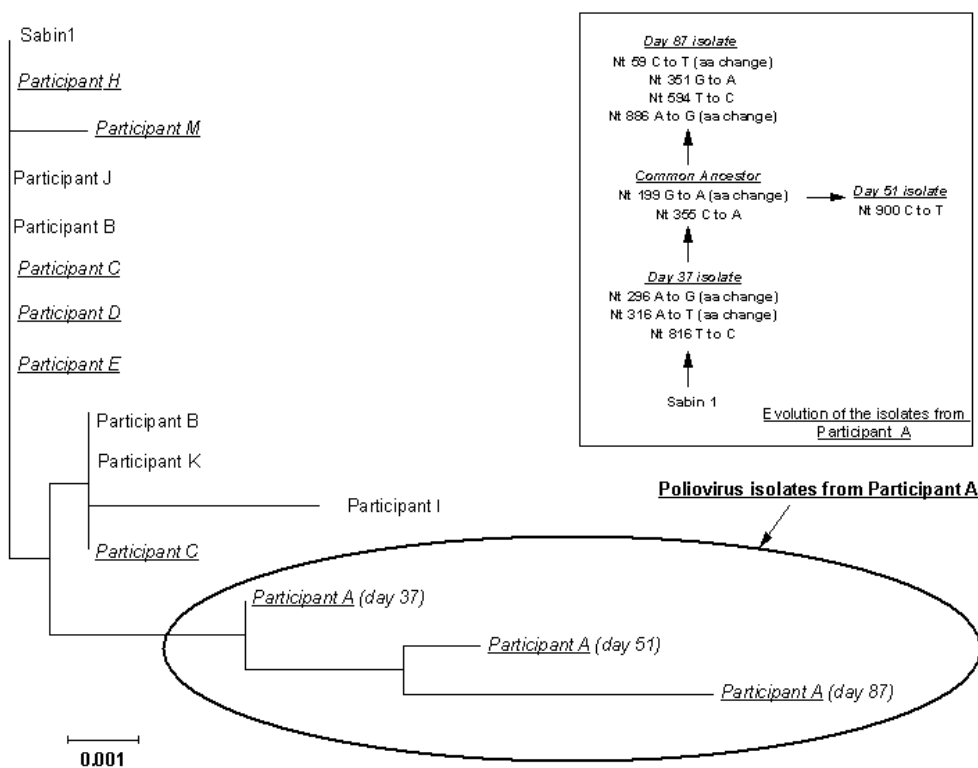 Sabin1
Participant H
Participant M
Participant J
Participant B
Participant C
Participant D
Participant E
Participant B
Participant K
Participant I
Participant C
Participant A (day 37)
Participant A (day 51)
Participant A (day 87)
0.001
Poliovirus isolates from Participant A
Day 87 isolate
Nt 59 C to T (aa change)
Nt 351 G to A
Nt 594 T to C
Nt 886 A to G (aa change)
Common Ancestor
Nt 199 G to A (aa change)
Nt 355 C to A
Day 51 isolate
Nt 900 C to T
Day 37 isolate
Nt 296 A to G (aa change)
Nt 316 A to T (aa change)
Nt 816 T to C
Sabin 1
Evolution of the isolates from
Participant A